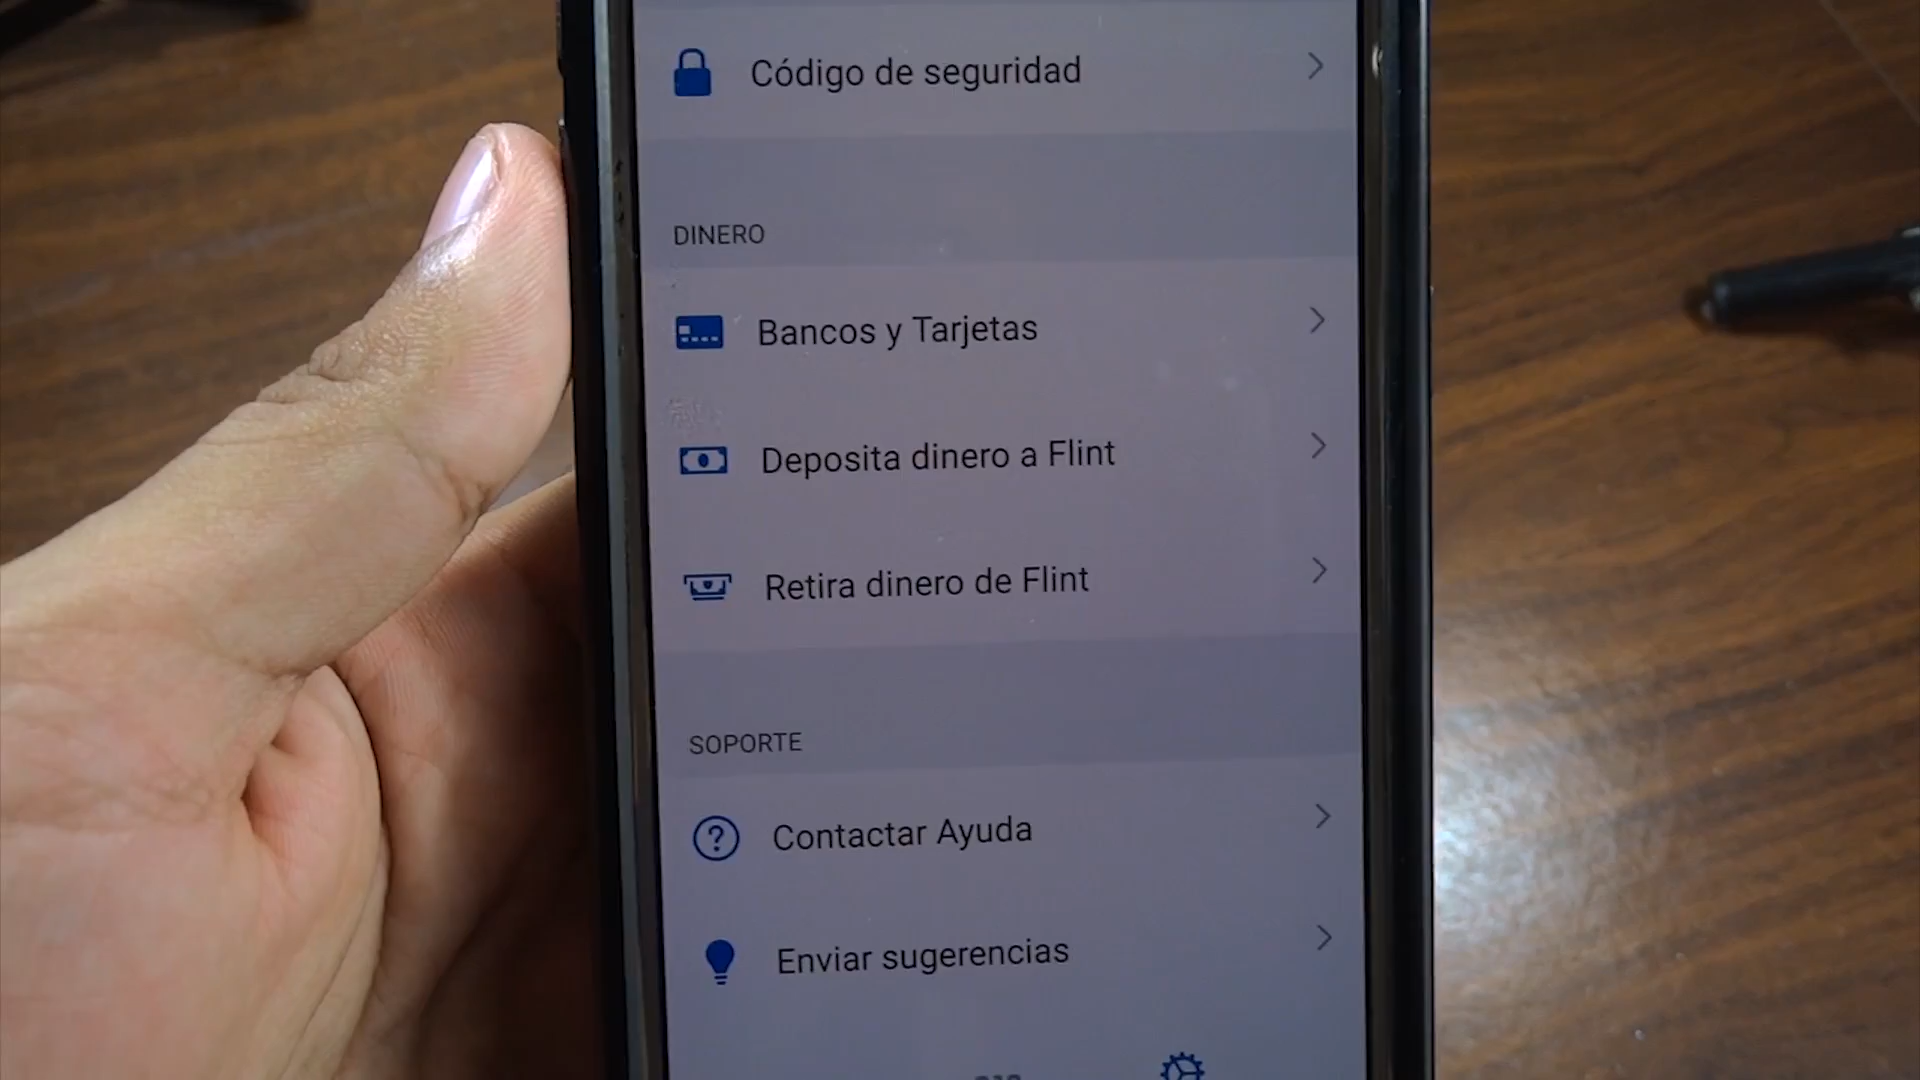 Código de seguridad
DINERO
Bancos y Tarjetas
Deposita dinero a Flint
Retira dinero de Flint
SOPORTE
Contactar Ayuda
Enviar sugerencias